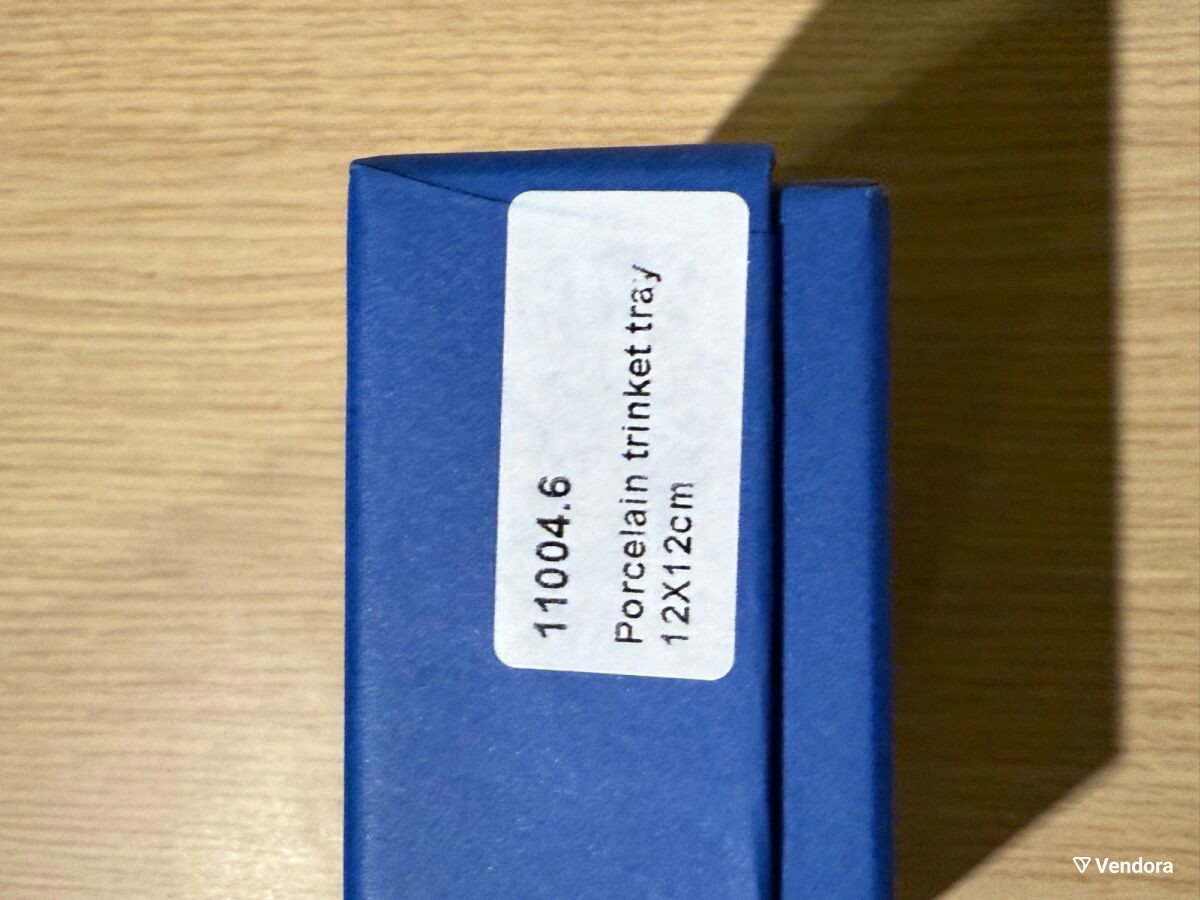 11004.6
Porcelain trinket tray
12X12cm
Vendora